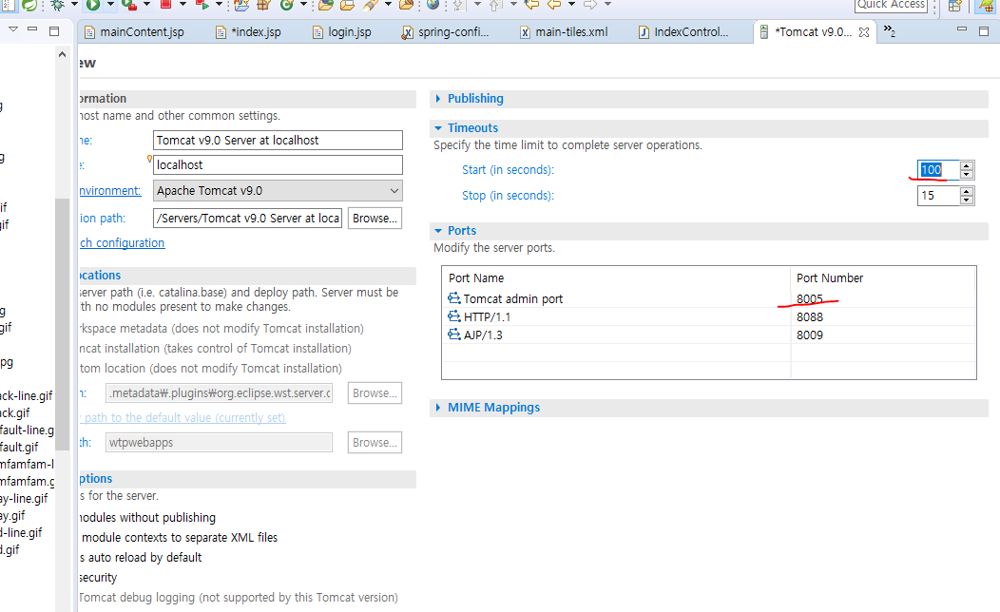 Quick Access
mainContent.jsp
*index.jsp
login.jsp
spring-confi...
main-tiles.xml
IndexControl...
*Tomcat v9.0...
»2
ew
ormation
host name and other common settings.
ne:
Tomcat v9.0 Server at localhost
e:
localhost
nvironment:
Apache Tomcat v9.0
ion path:
/Servers/Tomcat v9.0 Server at loca
Browse...
ch configuration
ocations
server path (i.e. catalina.base) and deploy path. Server must be
th no modules present to make changes.
rkspace metadata (does not modify Tomcat installation)
mcat installation (takes control of Tomcat installation)
tom location (does not modify Tomcat installation)
h:
.metadata₩.plugins₩org.eclipse.wst.server.c
Browse...
path to the default value (currently set)
th:
wtpwebapps
Browse...
ptions
s for the server.
modules without publishing
module contexts to separate XML files
s auto reload by default
security
Tomcat debug logging (not supported by this Tomcat version)
Publishing
Timeouts
Specify the time limit to complete server operations.
Start (in seconds):
100
Stop (in seconds):
15
Ports
Modify the server ports.
Port Name Port Number
Tomcat admin port 8005
HTTP/1.1 8088
AJP/1.3 8009
MIME Mappings
g
g
if
gif
g
gif
pg
ack-line.gif
ack.gif
fault-line.g
fault.gif
mfamfam-l
mfamfam.g
ay-line.gif
ay.gif
d-line.gif
d.gif